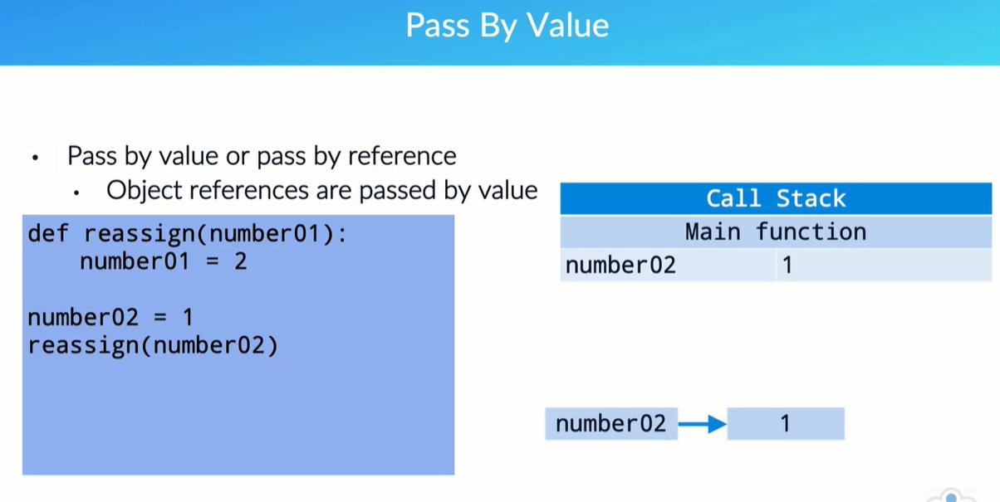 Pass By Value
• Pass by value or pass by reference
• Object references are passed by value
def reassign(number01):
    number01 = 2
number02 = 1
reassign(number02)
Call Stack
Main function
number02 1
number02 1